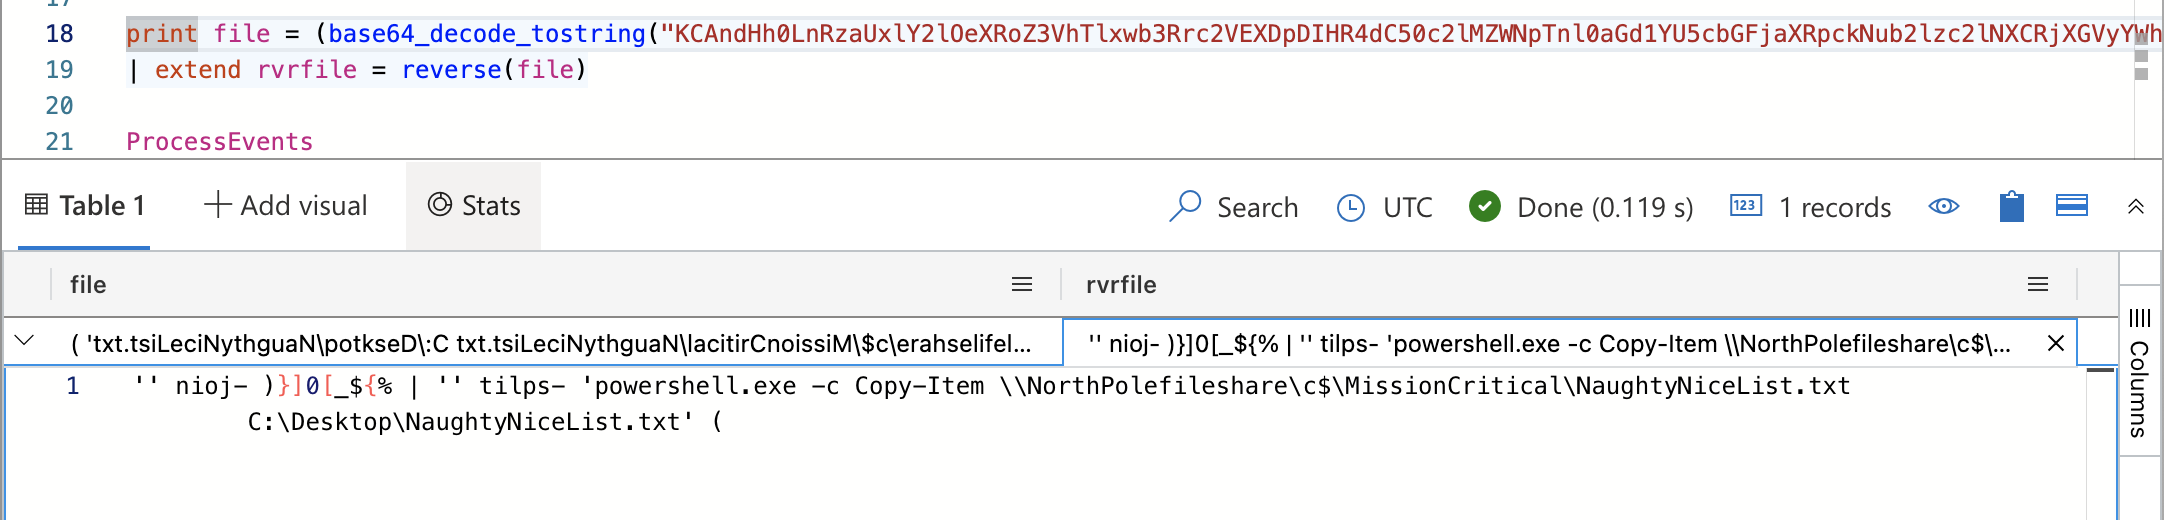 17
18 print file = (base64_decode_tostring("KCAndHh0LnRzaUxlY2lOeXRoZ3VhTlxwb3Rrc2VEXDpDIHR4dC50c2lMZWNpTnl0aGd1YU5cbGFjaXRpckNub2lzc2lNXCRjXGVyYWh
19 | extend rvrfile = reverse(file)
20
21 ProcessEvents
Table 1 Add visual Stats Search UTC Done (0.119 s) 123 1 records
file rvrfile
( 'txt.tsiLeciNythguaN\potkseD\:C txt.tsiLeciNythguaN\lacitirCnoissiM\$c\erahselifel... '' nioj- )}]0[_${% | '' tilps- 'powershell.exe -c Copy-Item \\NorthPolefileshare\c$\...
1 '' nioj- )}]0[_${% | '' tilps- 'powershell.exe -c Copy-Item \\NorthPolefileshare\c$\MissionCritical\NaughtyNiceList.txt
C:\Desktop\NaughtyNiceList.txt' (
Columns